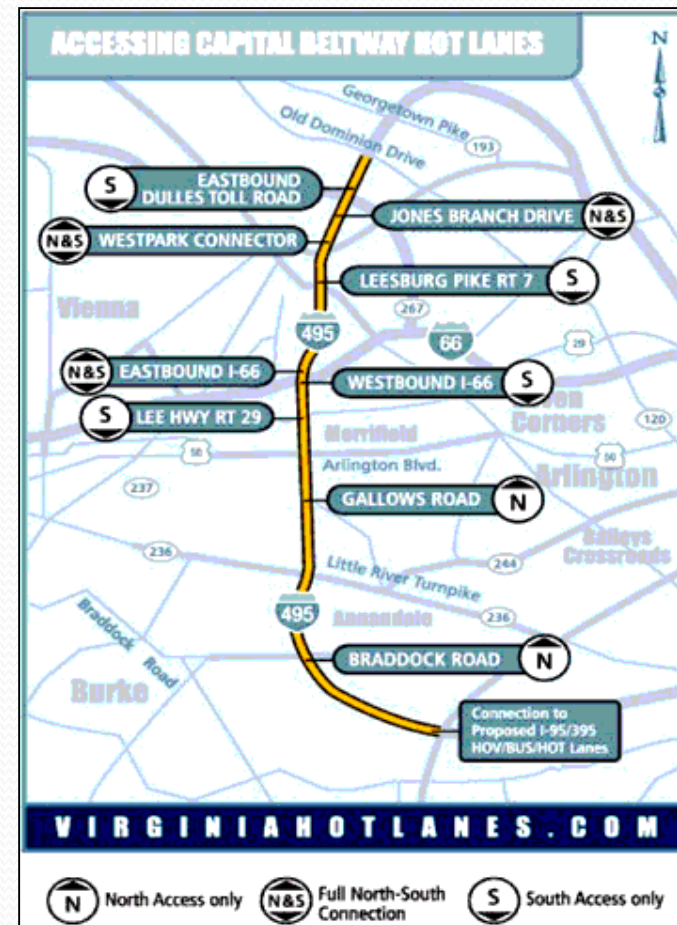 ACCESSING CAPITAL BELTWAY HOT LANES
N
Georgetown Pike
193
Old Dominion Drive
S
EASTBOUND
DULLES TOLL ROAD
JONES BRANCH DRIVE
N&S
N&S
WESTPARK CONNECTOR
LEESBURG PIKE RT 7
S
Vienna
267
495
66
29
N&S
EASTBOUND I-66
WESTBOUND I-66
S
S
LEE HWY RT 29
Corners
120
Merrifield
50
50
Arlington Blvd.
Arlington
237
GALLOWS ROAD
N
Baileys
Crossroads
236
244
Little River Turnpike
495
236
Annandale
Braddock Road
BRADDOCK ROAD
N
Burke
Connection to
Proposed I-95/395
HOV/BUS/HOT Lanes
VIRGINIAHOTLANES.COM
N
North Access only
N&S
Full North-South
Connection
S
South Access only